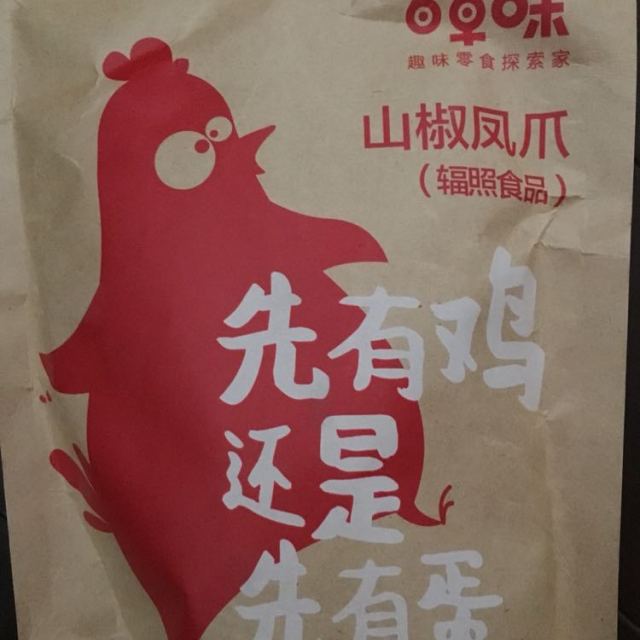 百草味
趣味零食探索家
山椒凤爪
（辐照食品）
先有鸡
还是
先有蛋